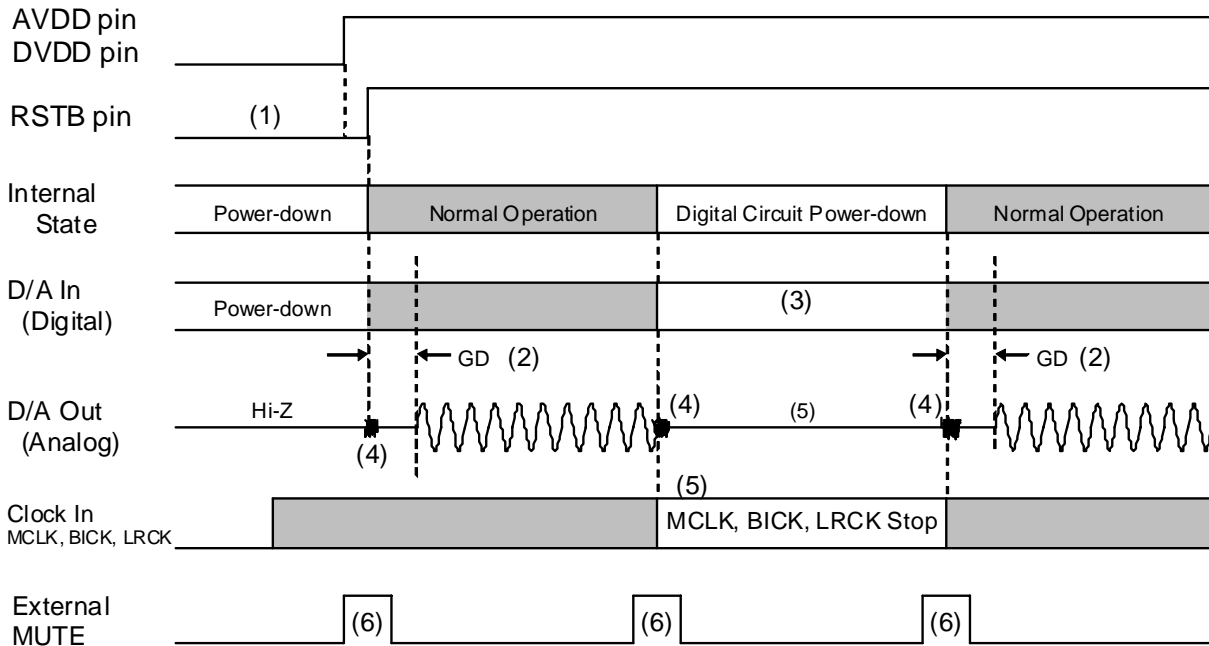 AVDD pin
DVDD pin
RSTB pin
(1)
Internal
State
Power-down
Normal Operation
Digital Circuit Power-down
Normal Operation
D/A In
(Digital)
Power-down
(3)
GD (2)
GD (2)
D/A Out
(Analog)
Hi-Z
(4)
(4)
(5)
(4)
Clock In
MCLK, BICK, LRCK
(5)
MCLK, BICK, LRCK Stop
External
MUTE
(6)
(6)
(6)